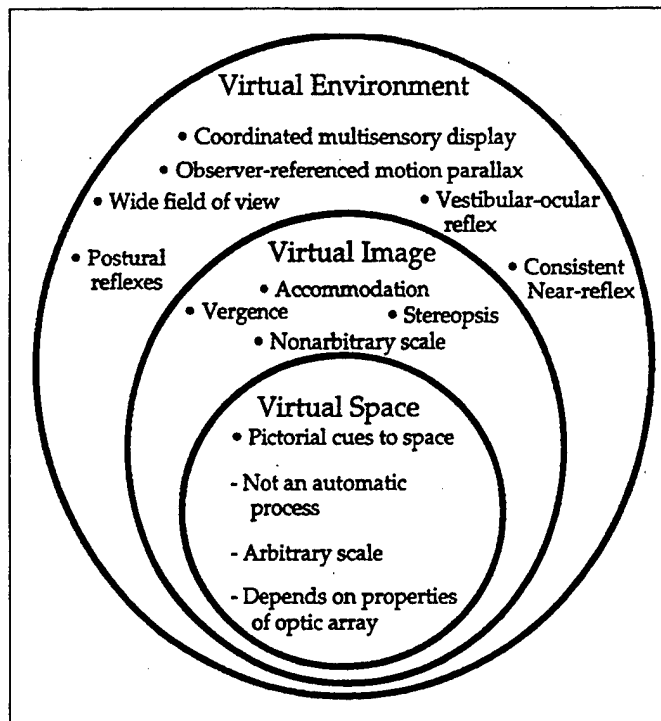 Virtual Environment
• Coordinated multisensory display
• Observer-referenced motion parallax
• Wide field of view
• Vestibular-ocular
reflex
• Postural
reflexes
• Consistent
Near-reflex
Virtual Image
• Accommodation
• Vergence
• Stereopsis
• Nonarbitrary scale
Virtual Space
• Pictorial cues to space
- Not an automatic
process
- Arbitrary scale
- Depends on properties
of optic array